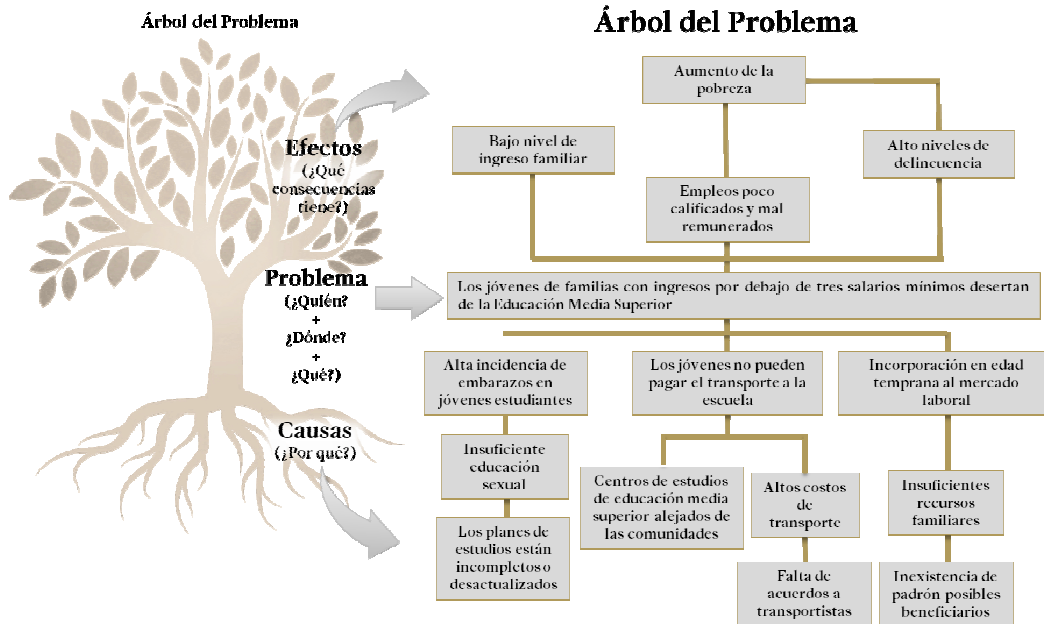 Árbol del Problema
Efectos
(¿Qué
consecuencias
tiene?)
Problema
(¿Quién?
+
¿Dónde?
+
¿Qué?)
Causas
(¿Por qué?)
Árbol del Problema
Aumento de la
pobreza
Bajo nivel de
ingreso familiar
Alto niveles de
delincuencia
Empleos poco
calificados y mal
remunerados
Los jóvenes de familias con ingresos por debajo de tres salarios mínimos desertan
de la Educación Media Superior
Alta incidencia de
embarazos en
jóvenes estudiantes
Los jóvenes no pueden
pagar el transporte a la
escuela
Incorporación en edad
temprana al mercado
laboral
Insuficiente
educación
sexual
Centros de estudios
de educación media
superior alejados de
las comunidades
Altos costos
de
transporte
Insuficientes
recursos
familiares
Los planes de
estudios están
incompletos o
desactualizados
Falta de
acuerdos a
transportistas
Inexistencia de
padrón posibles
beneficiarios